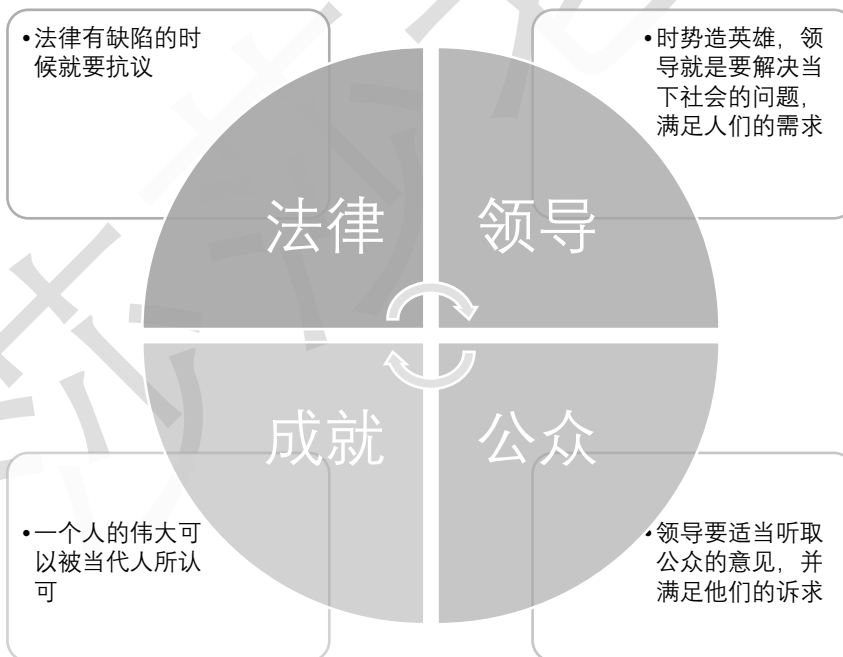 •法律有缺陷的时
候就要抗议
•时势造英雄，领
导就是要解决当
下社会的问题，
满足人们的需求
法律
领导
成就
公众
•一个人的伟大可
以被当代人所认
可
•领导要适当听取
公众的意见，并
满足他们的诉求